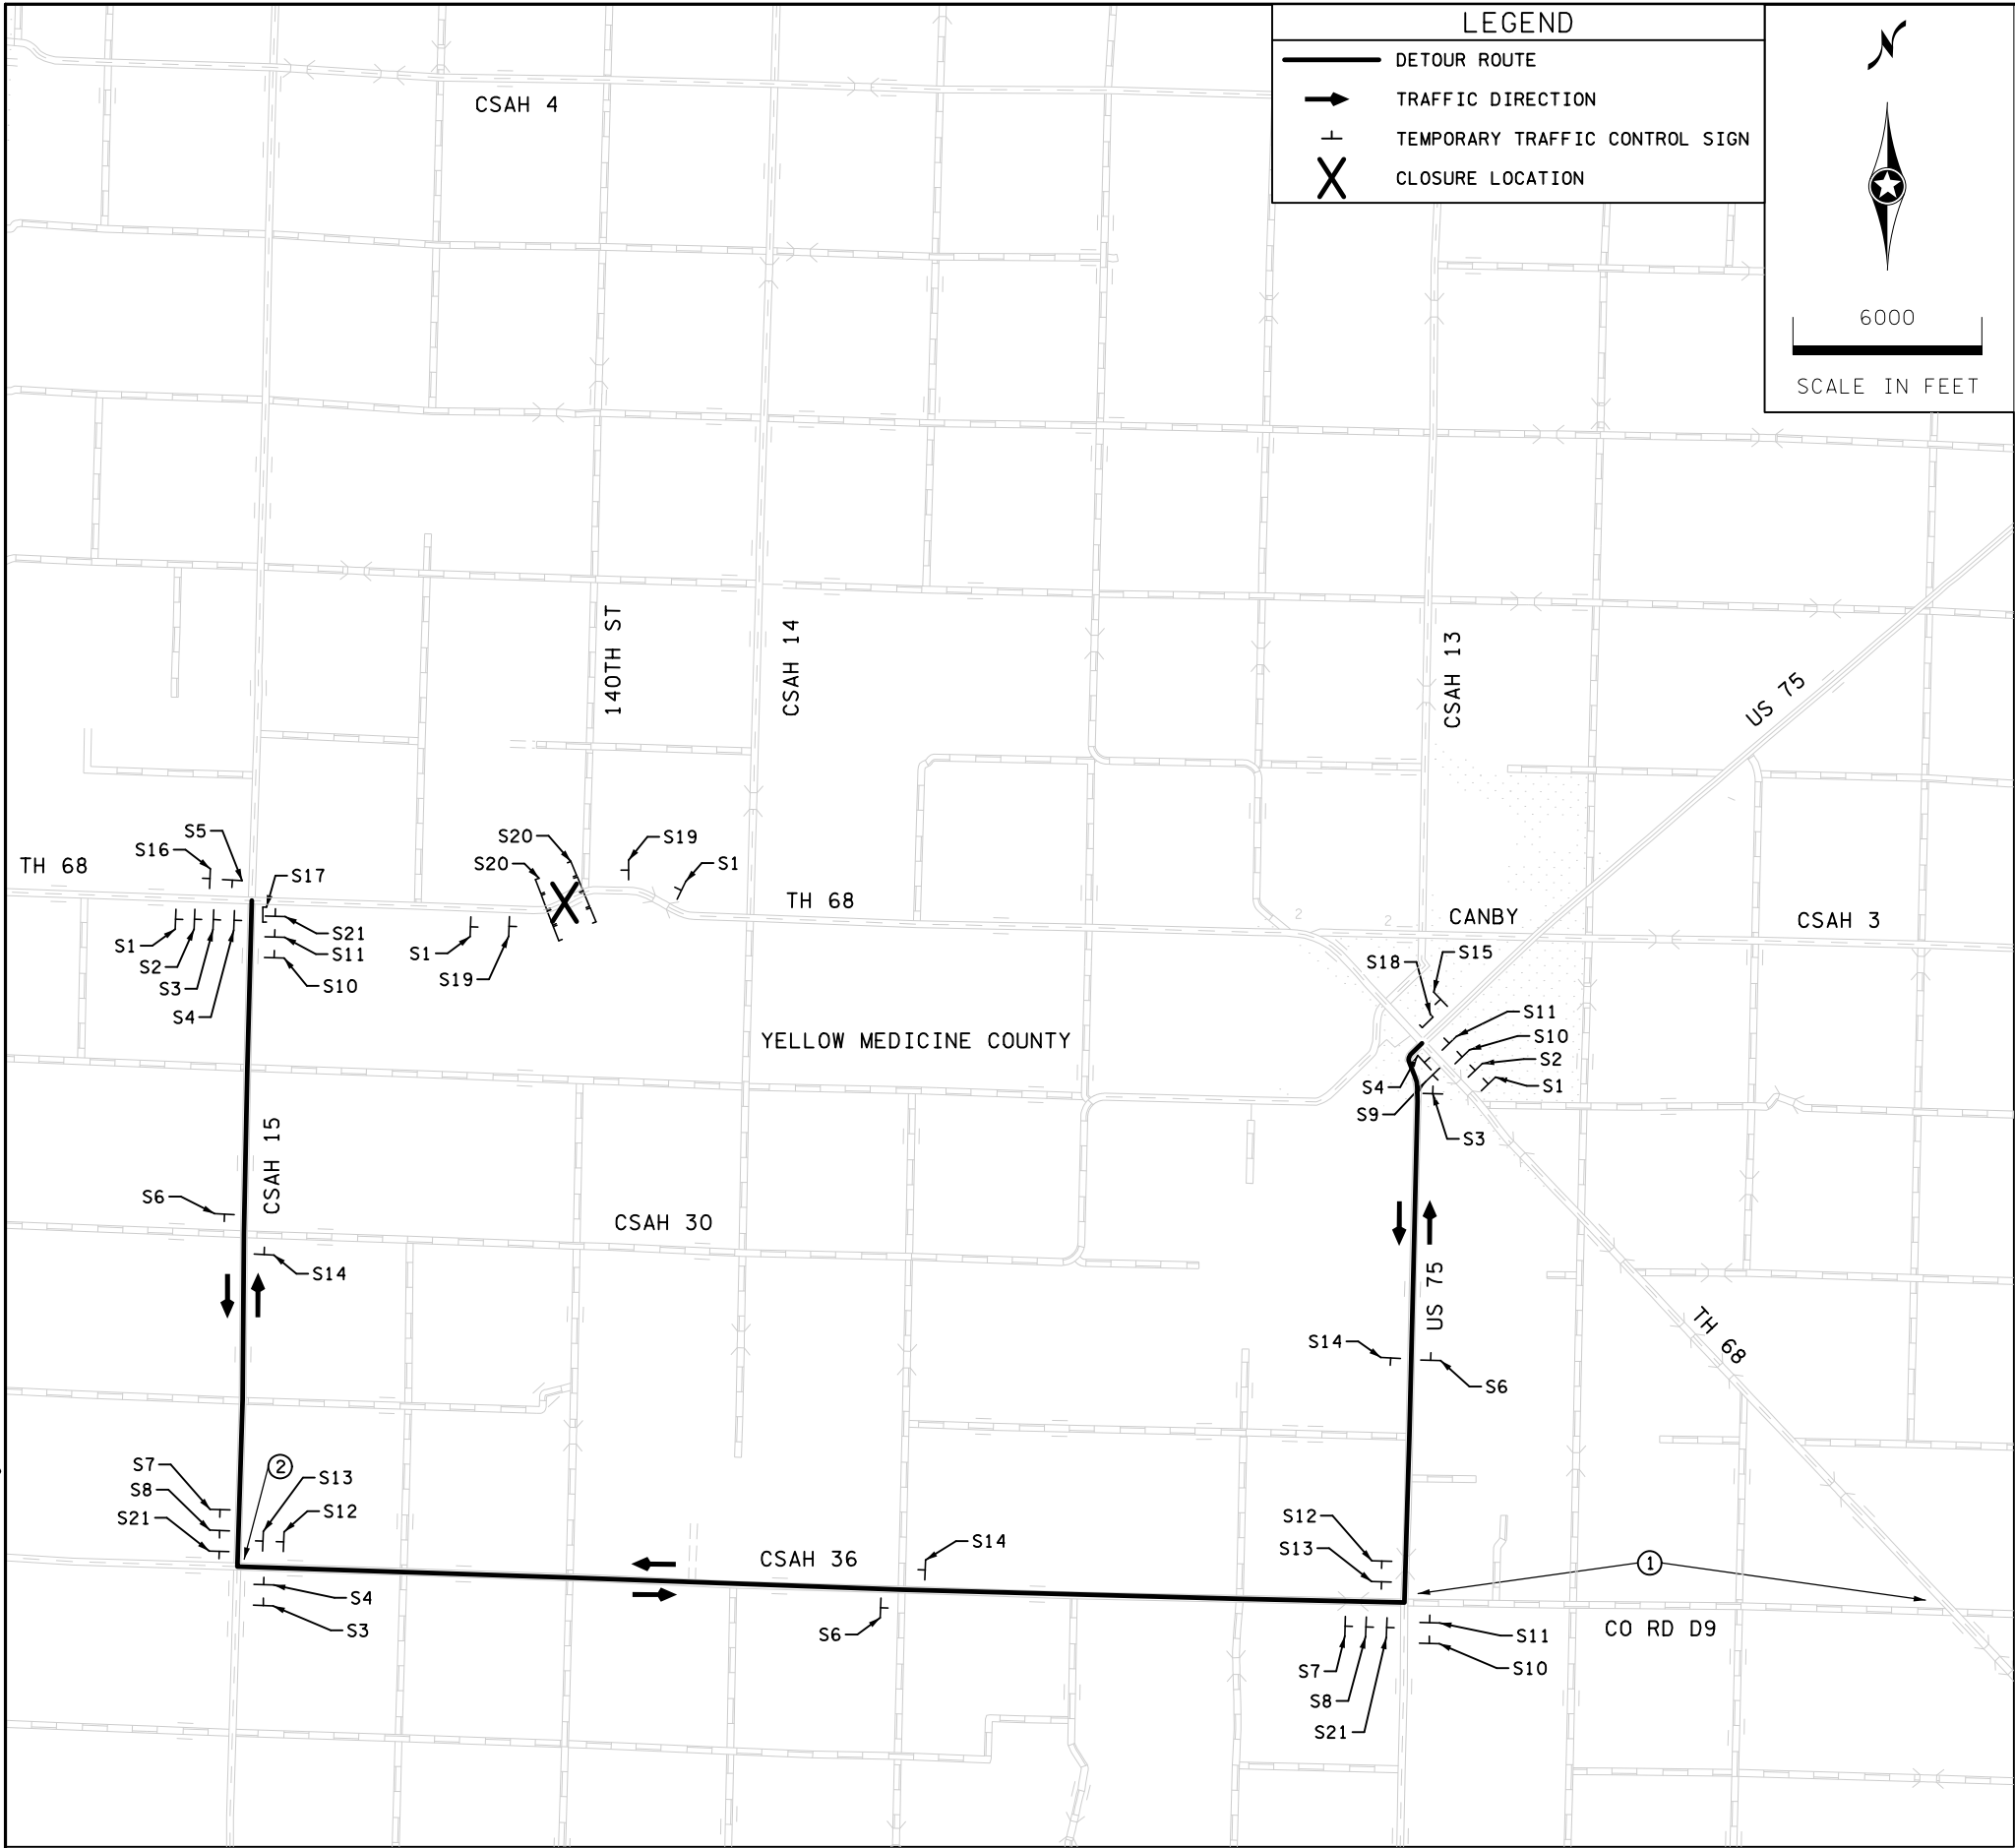 LEGEND
DETOUR ROUTE
TRAFFIC DIRECTION
TEMPORARY TRAFFIC CONTROL SIGN
CLOSURE LOCATION
N
6000
SCALE IN FEET
CSAH 4
140TH ST
CSAH 14
CSAH 13
US 75
S5
S16
TH 68
S17
S20
S20
S19
S1
S1
S2
S3
S4
S21
S11
S10
S1
S19
TH 68
2
2
CANBY
CSAH 3
S18
S15
YELLOW MEDICINE COUNTY
S11
S10
S2
S1
S4
S9
S3
CSAH 15
S6
CSAH 30
S14
US 75
TH 68
S14
S6
S7
S8
S21
2
S13
S12
S4
S3
CSAH 36
S14
S6
S12
S13
1
CO RD D9
S11
S10
S7
S8
S21